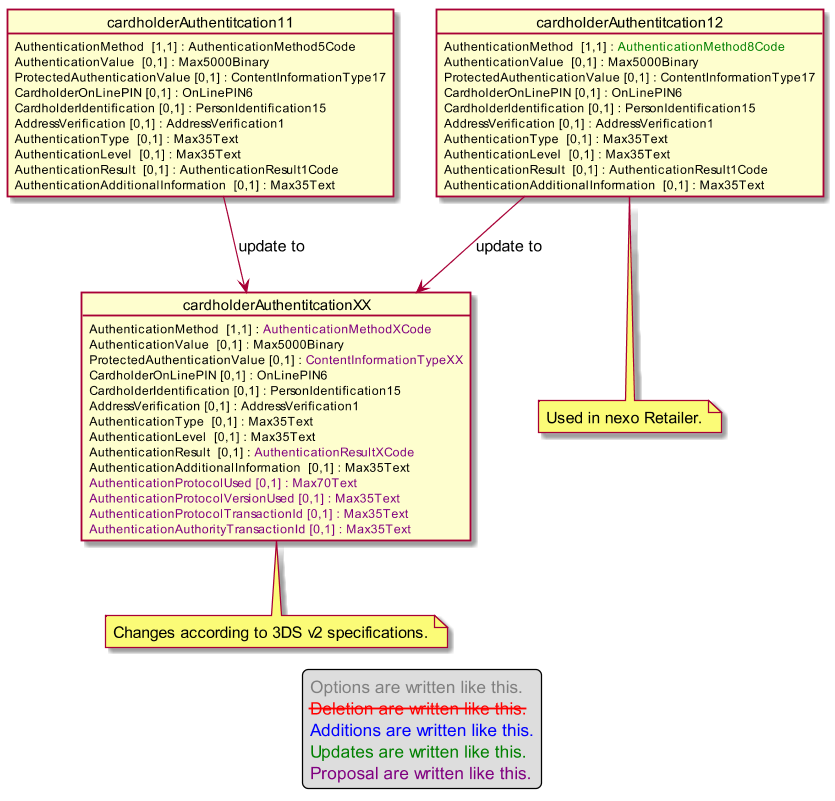 cardholderAuthentitcation11
AuthenticationMethod [1,1] : AuthenticationMethod5Code
AuthenticationValue [0,1] : Max5000Binary
ProtectedAuthenticationValue [0,1] : ContentInformationType17
CardholderOnLinePIN [0,1] : OnLinePIN6
CardholderIdentification [0,1] : PersonIdentification15
AddressVerification [0,1] : AddressVerification1
AuthenticationType [0,1] : Max35Text
AuthenticationLevel [0,1] : Max35Text
AuthenticationResult [0,1] : AuthenticationResult1Code
AuthenticationAdditionalInformation [0,1] : Max35Text
cardholderAuthentitcation12
AuthenticationMethod [1,1] : AuthenticationMethod8Code
AuthenticationValue [0,1] : Max5000Binary
ProtectedAuthenticationValue [0,1] : ContentInformationType17
CardholderOnLinePIN [0,1] : OnLinePIN6
CardholderIdentification [0,1] : PersonIdentification15
AddressVerification [0,1] : AddressVerification1
AuthenticationType [0,1] : Max35Text
AuthenticationLevel [0,1] : Max35Text
AuthenticationResult [0,1] : AuthenticationResult1Code
AuthenticationAdditionalInformation [0,1] : Max35Text
update to
update to
cardholderAuthentitcationXX
AuthenticationMethod [1,1] : AuthenticationMethodXCode
AuthenticationValue [0,1] : Max5000Binary
ProtectedAuthenticationValue [0,1] : ContentInformationTypeXX
CardholderOnLinePIN [0,1] : OnLinePIN6
CardholderIdentification [0,1] : PersonIdentification15
AddressVerification [0,1] : AddressVerification1
AuthenticationType [0,1] : Max35Text
AuthenticationLevel [0,1] : Max35Text
AuthenticationResult [0,1] : AuthenticationResultXCode
AuthenticationAdditionalInformation [0,1] : Max35Text
AuthenticationProtocolUsed [0,1] : Max70Text
AuthenticationProtocolVersionUsed [0,1] : Max35Text
AuthenticationProtocolTransactionId [0,1] : Max35Text
AuthenticationAuthorityTransactionId [0,1] : Max35Text
Used in nexo Retailer.
Changes according to 3DS v2 specifications.
Options are written like this.
Deletion are written like this.
Additions are written like this.
Updates are written like this.
Proposal are written like this.